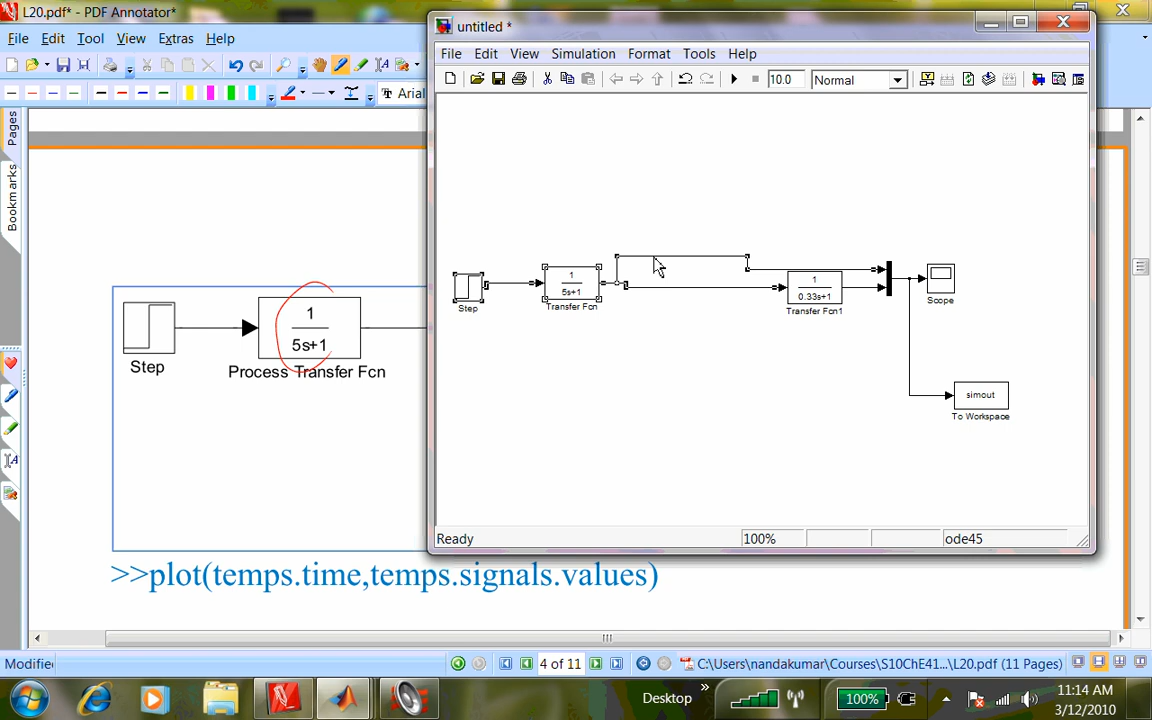 L20.pdf* - PDF Annotator*
File Edit Tool View Extras Help
Arial
Pages
Bookmarks
Step
1
5s+1
Process Transfer Fcn
>>plot(temps.time,temps.signals.values)
untitled *
File Edit View Simulation Format Tools Help
10.0 Normal
Step
1
5s+1
Transfer Fcn
1
0.33s+1
Transfer Fcn1
Scope
simout
To Workspace
Ready 100% ode45
Modified
4 of 11
C:\Users\nandakumar\Courses\S10ChE41...\L20.pdf (11 Pages)
Desktop
100%
11:14 AM
3/12/2010